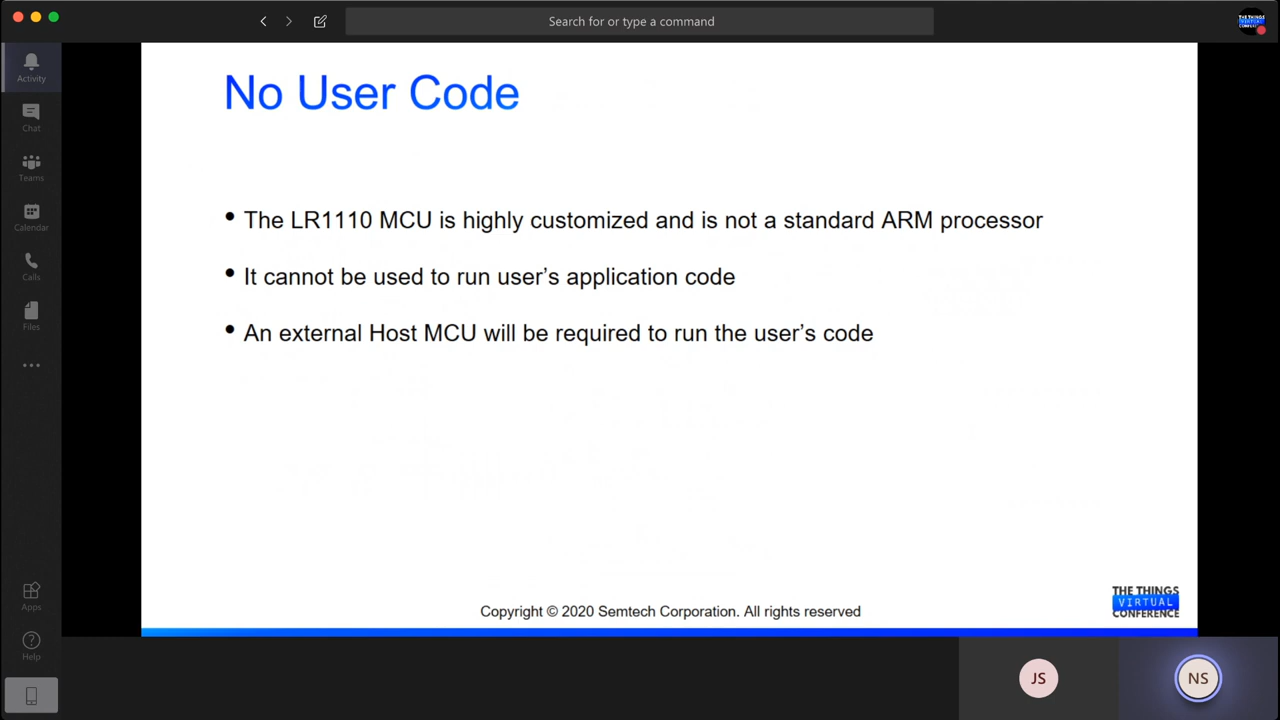 Search for or type a command
Activity
Chat
Teams
Calendar
Calls
Files
Apps
Help
No User Code
• The LR1110 MCU is highly customized and is not a standard ARM processor
• It cannot be used to run user's application code
• An external Host MCU will be required to run the user's code
Copyright © 2020 Semtech Corporation. All rights reserved
THE THINGS
VIRTUAL
CONFERENCE
JS
NS